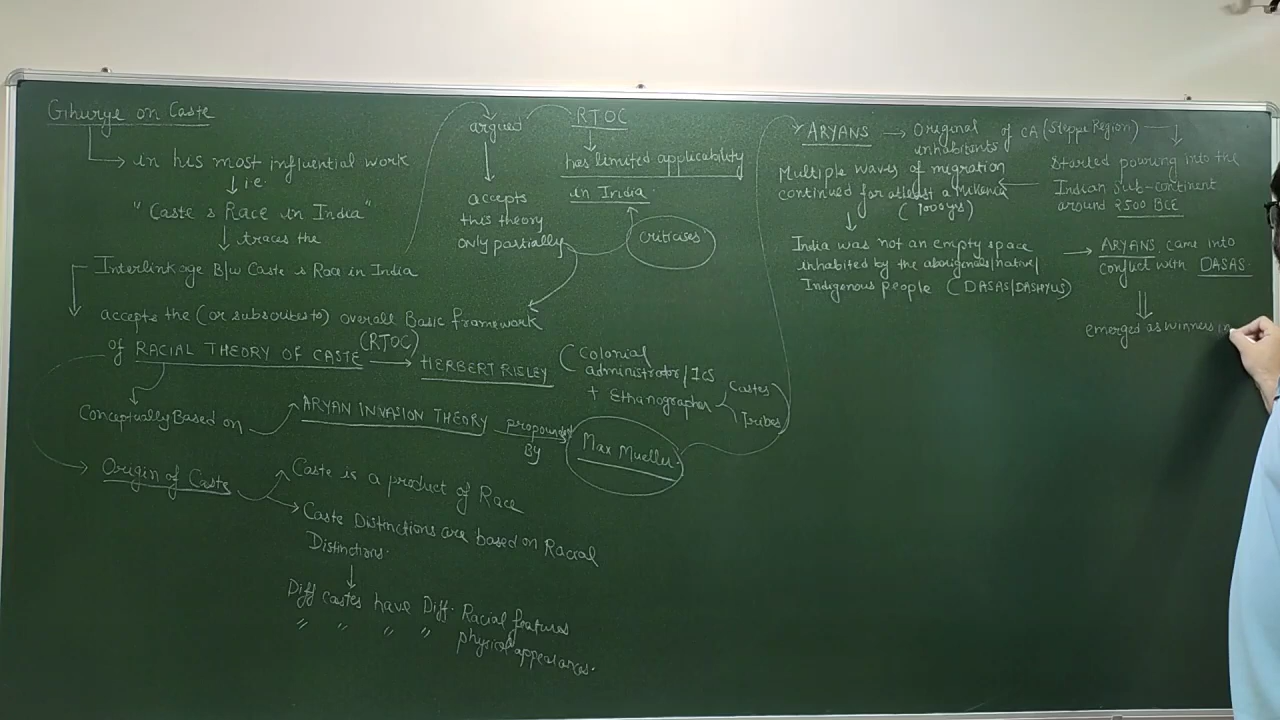 Ghurye on Caste
in his most influential work
i.e.
"Caste & Race in India"
traces the
Interlinkage B/w Caste & Race in India
accepts the (or subscribes to) overall Basic framework
of RACIAL THEORY OF CASTE (RTOC)
HERBERT RISLEY
(Colonial
administrator/ICS
+ Ethanographer
Castes
Tribes
Conceptually Based on
ARYAN INVASION THEORY
propounded
By
Max Mueller.
Origin of Caste
Caste is a product of Race
Caste Distinctions are based on Racial
Distinctions.
Diff castes have Diff. Racial features
" " " " physical appearances.
argued
accepts
this theory
only partially
RTOC
has limited applicability
in India.
criticises
ARYANS
Original
inhabitants
of CA (Steppe Region)
Started pouring into the
Indian sub-continent
around 2500 BCE
Multiple waves of migration
continued for atleast a
(1000 yrs)
India was not an empty space
inhabited by the aborigines/native/
Indigenous people (DASAS/DASHYUS)
ARYANS came into
conflict with DASAS.
emerged as winners in